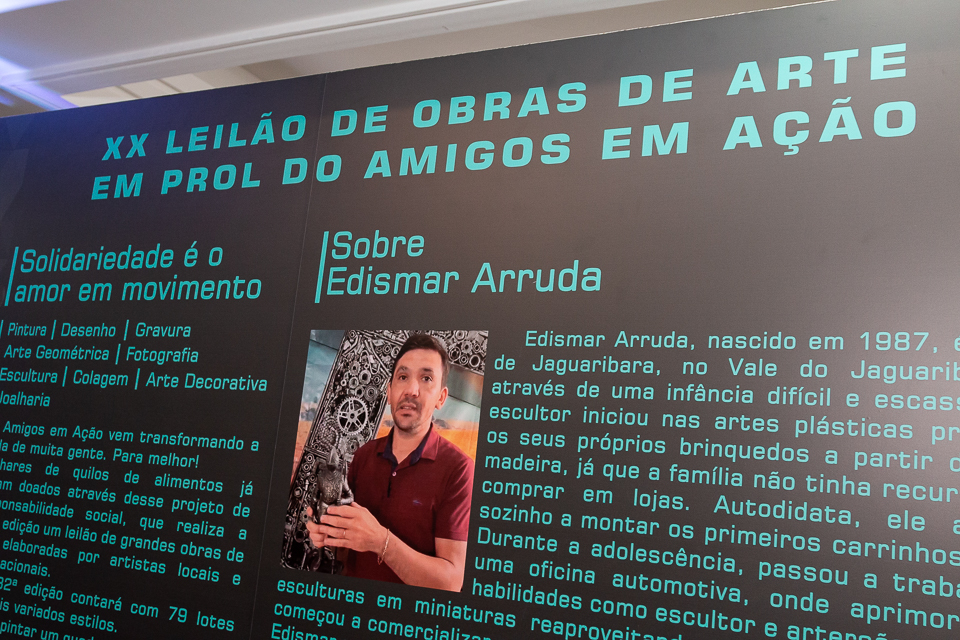 XX LEILÃO DE OBRAS DE ARTE
EM PROL DO AMIGOS EM AÇÃO
Solidariedade é o
amor em movimento
| Pintura | Desenho | Gravura
Arte Geométrica | Fotografia
Escultura | Colagem | Arte Decorativa
Joalharia
Amigos em Ação vem transformando a
de muita gente. Para melhor!
de quilos de alimentos já
doados através desse projeto de
social, que realiza a
edição um leilão de grandes obras de
elaboradas por artistas locais e
32ª edição contará com 79 lotes
variados estilos.
Sobre
Edismar Arruda
Edismar Arruda, nascido em 1987,
de Jaguaribara, no Vale do
através de uma infância difícil e
escultor iniciou nas artes plásticas
os seus próprios brinquedos a partir
madeira, já que a família não tinha
comprar em lojas. Autodidata, ele
sozinho a montar os primeiros carrinhos
Durante a adolescência, passou a
uma oficina automotiva, onde
habilidades como escultor e
esculturas em miniaturas
começou a
Edismar